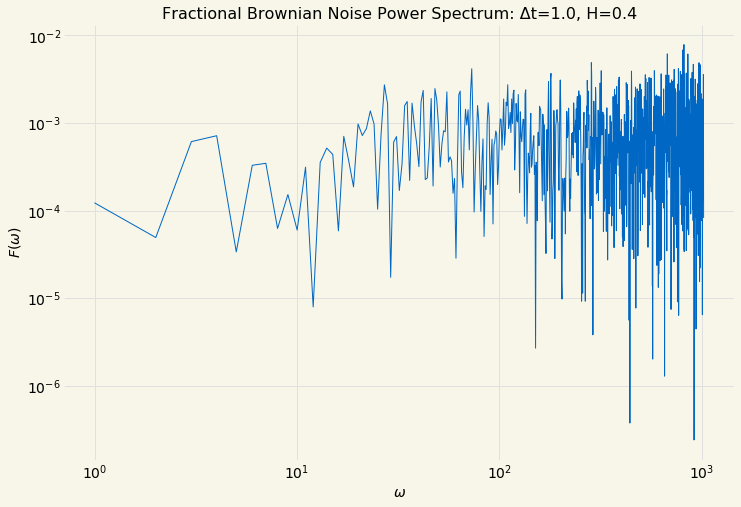 Fractional Brownian Noise Power Spectrum: Δt=1.0, H=0.4
10⁻²
10⁻³
10⁻⁴
10⁻⁵
10⁻⁶
F(ω)
10⁰ 10¹ 10² 10³
ω